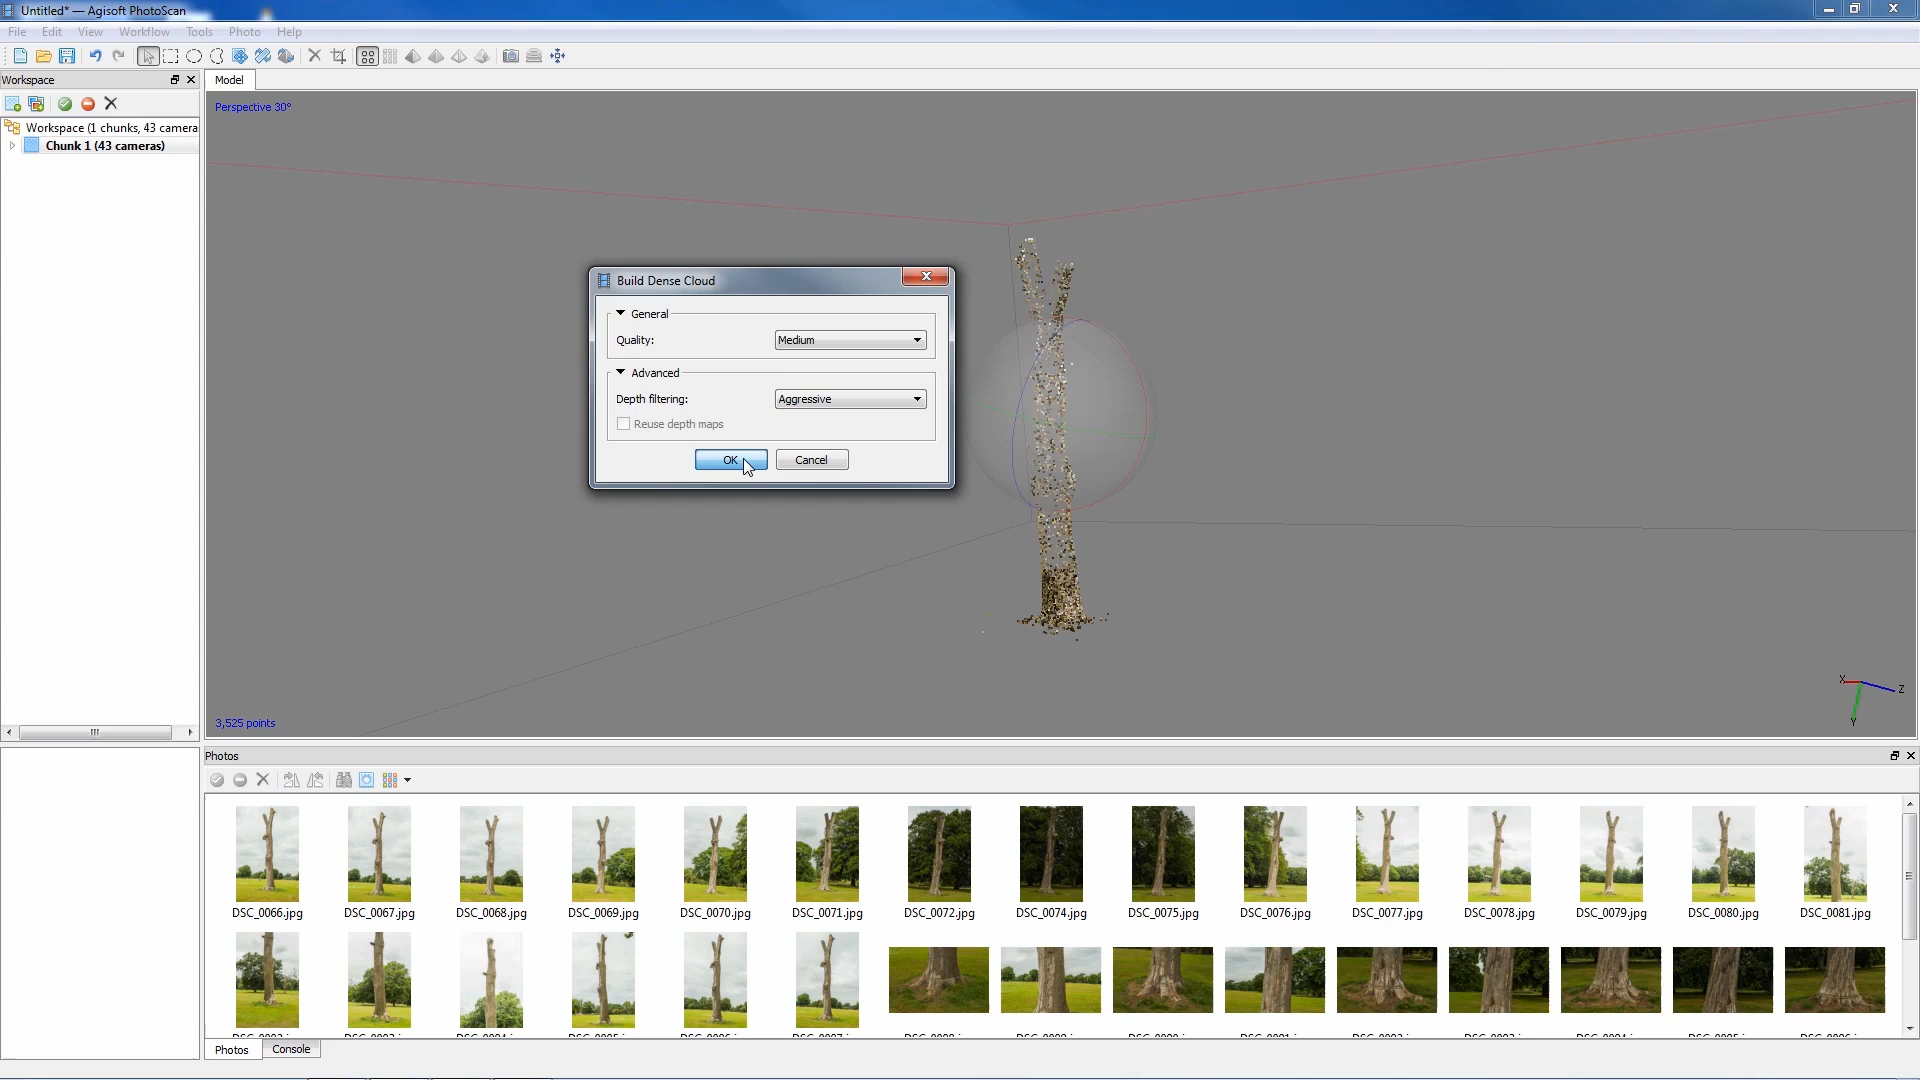 Untitled* — Agisoft PhotoScan
File Edit View Workflow Tools Photo Help
Workspace
Model
Perspective 30°
Workspace (1 chunks, 43 camera
Chunk 1 (43 cameras)
Build Dense Cloud
General
Quality: Medium
Advanced
Depth filtering: Aggressive
Reuse depth maps
OK Cancel
X Z
Y
3,525 points
Photos
DSC_0066.jpg DSC_0067.jpg DSC_0068.jpg DSC_0069.jpg DSC_0070.jpg DSC_0071.jpg DSC_0072.jpg DSC_0074.jpg DSC_0075.jpg DSC_0076.jpg DSC_0077.jpg DSC_0078.jpg DSC_0079.jpg DSC_0080.jpg DSC_0081.jpg
Photos Console